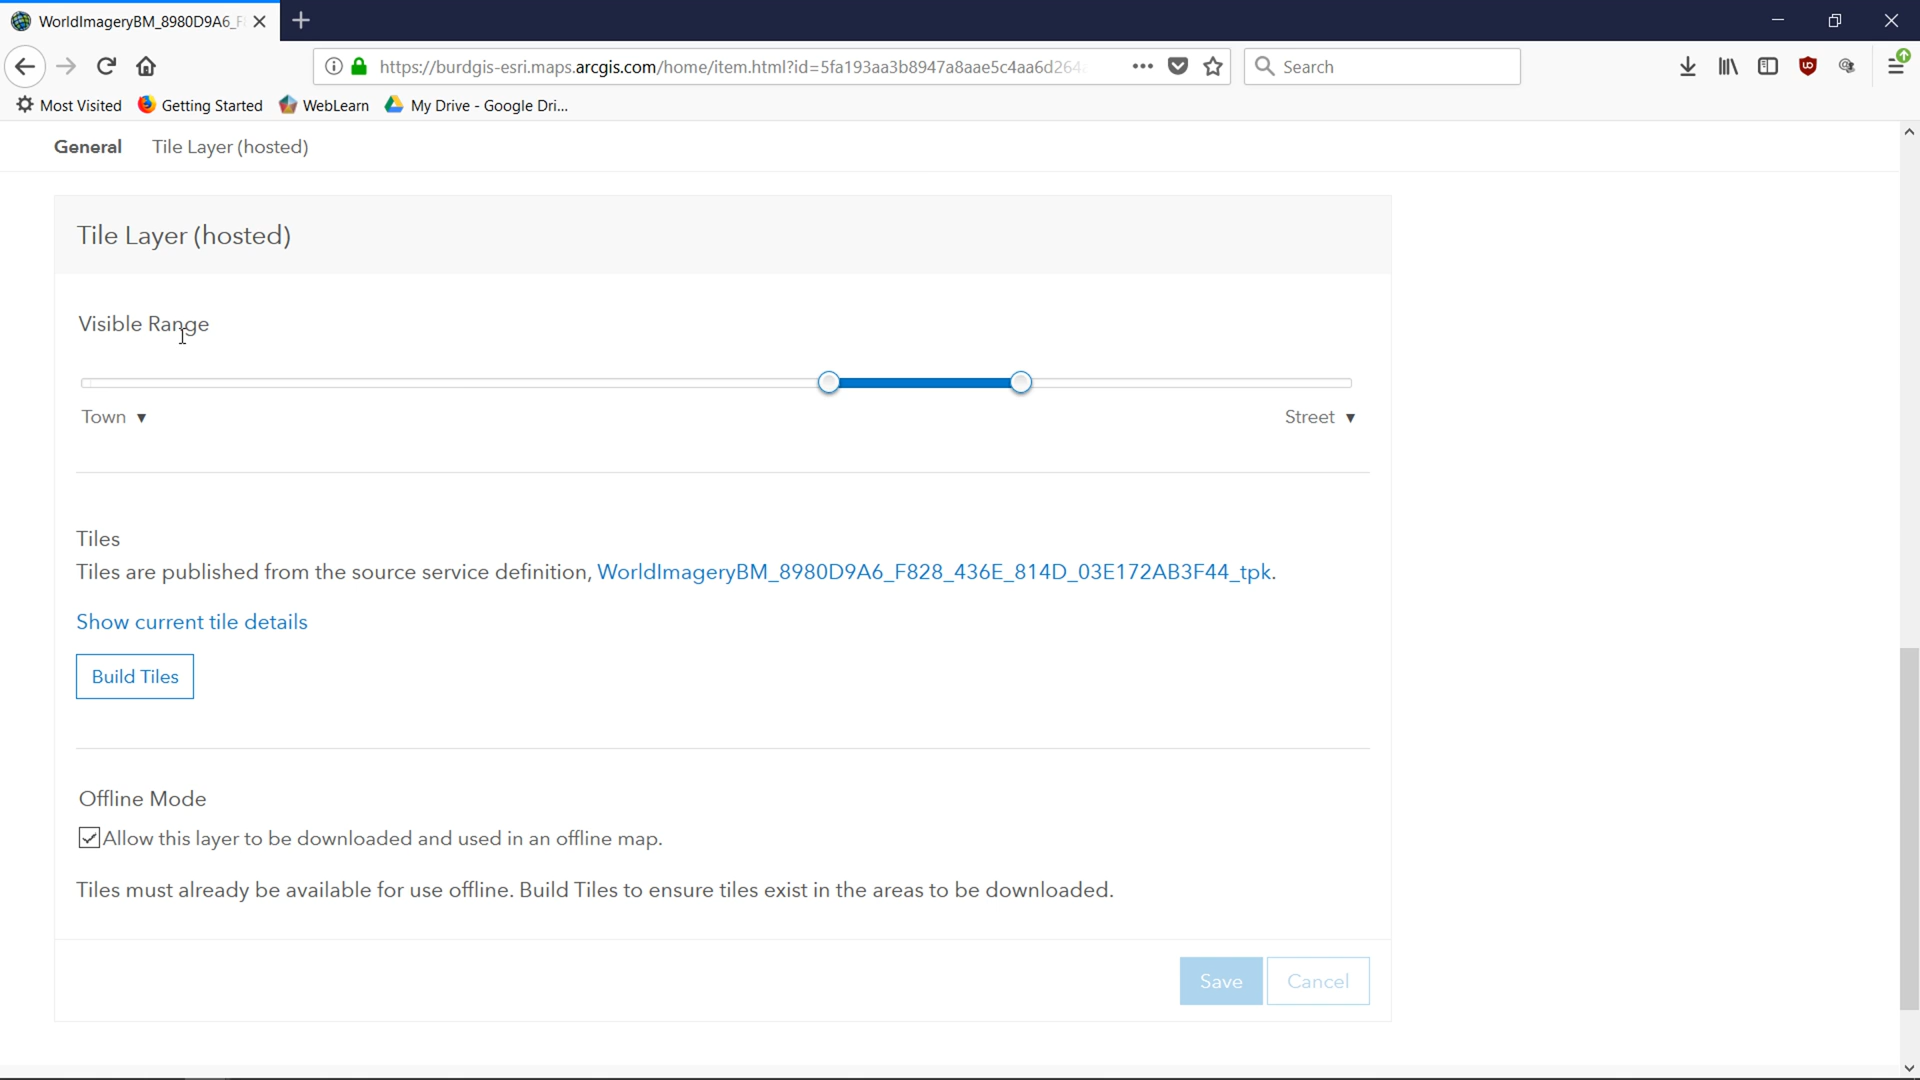 WorldImageryBM_8980D9A6_F
https://burdgis-esri.maps.arcgis.com/home/item.html?id=5fa193aa3b8947a8aae5c4aa6d264
Search
Most Visited Getting Started WebLearn My Drive - Google Dri...
General Tile Layer (hosted)
Tile Layer (hosted)
Visible Range
Town ▼ Street ▼
Tiles
Tiles are published from the source service definition, WorldImageryBM_8980D9A6_F828_436E_814D_03E172AB3F44_tpk.
Show current tile details
Build Tiles
Offline Mode
Allow this layer to be downloaded and used in an offline map.
Tiles must already be available for use offline. Build Tiles to ensure tiles exist in the areas to be downloaded.
Save Cancel